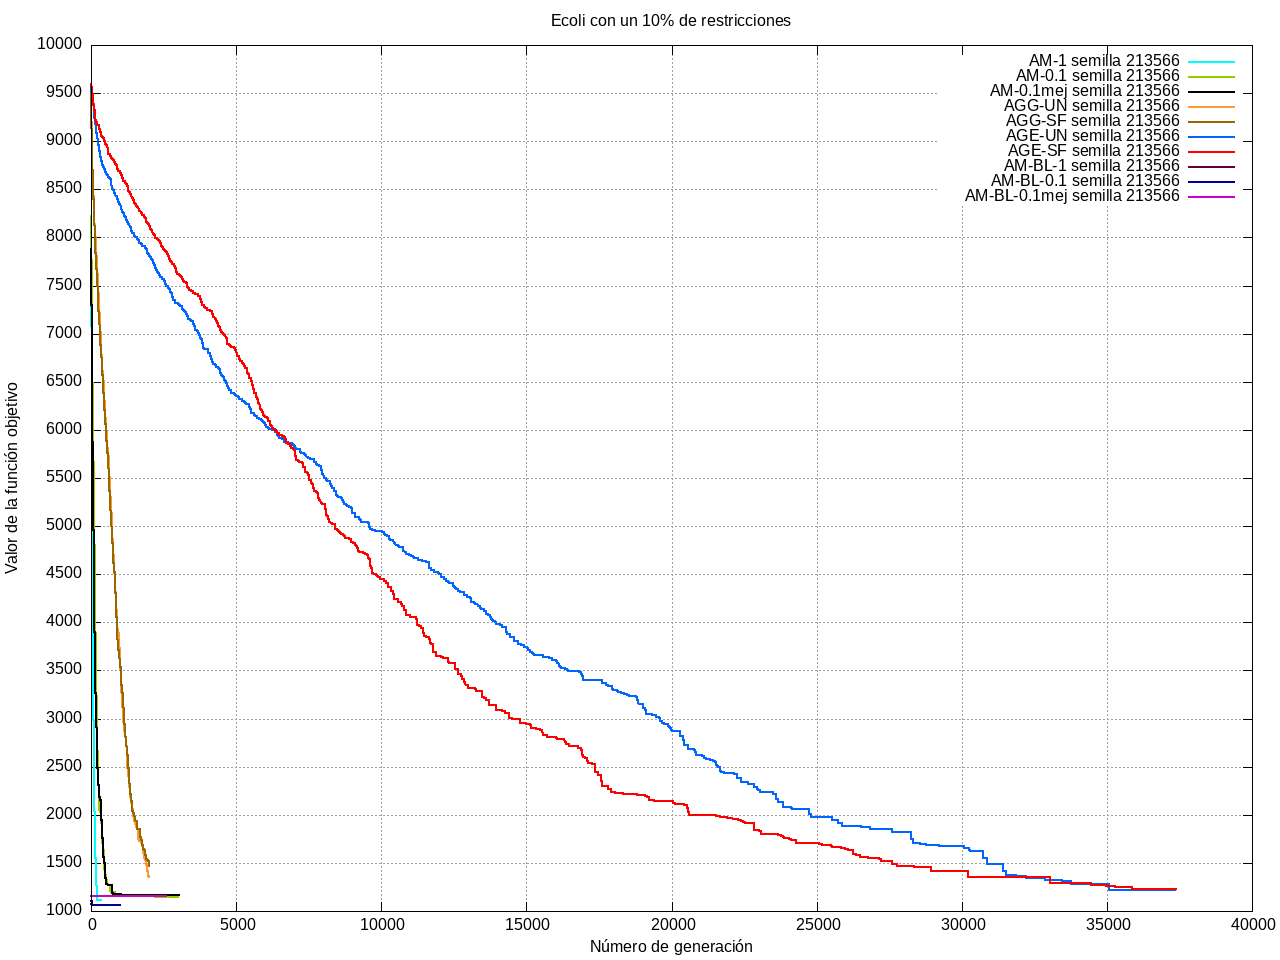 Ecoli con un 10% de restricciones
Valor de la función objetivo
10000
9500
9000
8500
8000
7500
7000
6500
6000
5500
5000
4500
4000
3500
3000
2500
2000
1500
1000
AM-1 semilla 213566
AM-0.1 semilla 213566
AM-0.1mej semilla 213566
AGG-UN semilla 213566
AGG-SF semilla 213566
AGE-UN semilla 213566
AGE-SF semilla 213566
AM-BL-1 semilla 213566
AM-BL-0.1 semilla 213566
AM-BL-0.1mej semilla 213566
0 5000 10000 15000 20000 25000 30000 35000 40000
Número de generación